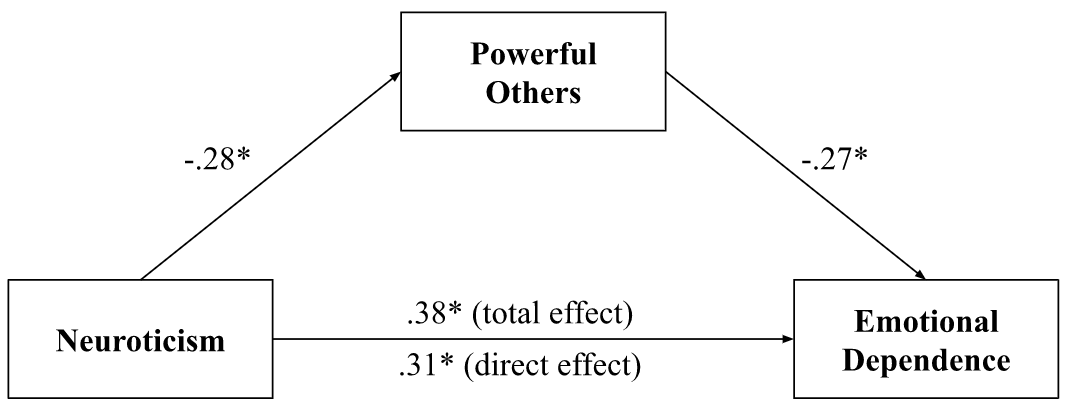 Powerful
Others
-.28*
-.27*
Neuroticism
.38* (total effect)
.31* (direct effect)
Emotional
Dependence